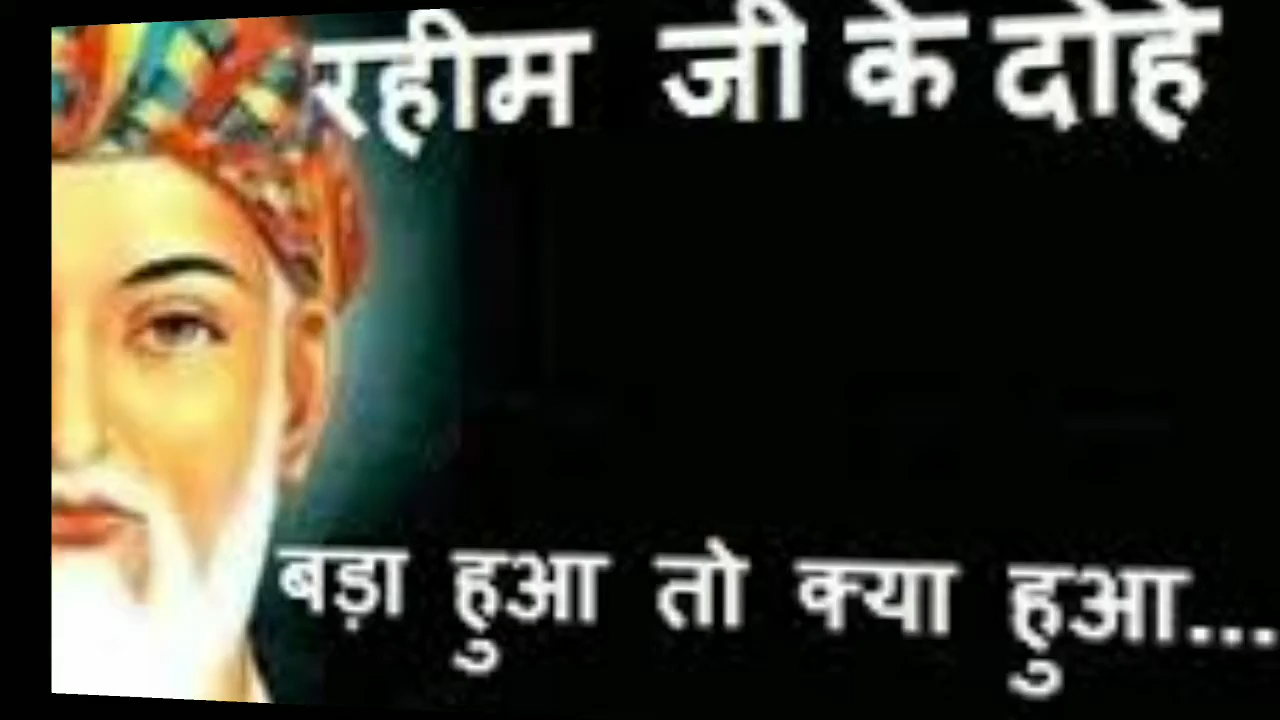 रहीम जी के दोहे
बड़ा हुआ तो क्या हुआ...